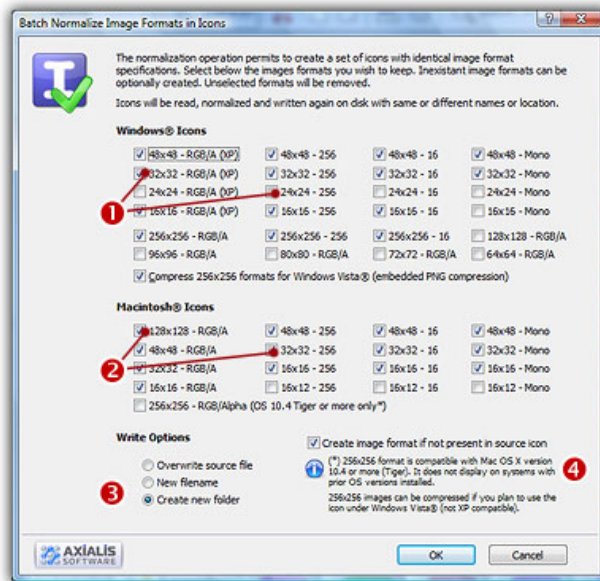 Batch Normalize Image Formats in Icons
The normalization operation permits to create a set of icons with identical image format
specifications. Select below the images formats you wish to keep. Inexistant image formats can be
optionally created. Unselected formats will be removed.
Icons will be read, normalized and written again on disk with same or different names or location.
Windows® Icons
48x48 - RGB/A (XP) 48x48 - 256 48x48 - 16 48x48 - Mono
32x32 - RGB/A (XP) 32x32 - 256 32x32 - 16 32x32 - Mono
24x24 - RGB/A (XP) 24x24 - 256 24x24 - 16 24x24 - Mono
1
16x16 - RGB/A (XP) 16x16 - 256 16x16 - 16 16x16 - Mono
256x256 - RGB/A 256x256 - 256 256x256 - 16 128x128 - RGB/A
96x96 - RGB/A 80x80 - RGB/A 72x72 - RGB/A 64x64 - RGB/A
Compress 256x256 formats for Windows Vista® (embedded PNG compression)
Macintosh® Icons
128x128 - RGB/A 48x48 - 256 48x48 - 16 48x48 - Mono
48x48 - RGB/A 32x32 - 256 32x32 - 16 32x32 - Mono
2
32x32 - RGB/A 16x16 - 256 16x16 - 16 16x16 - Mono
16x16 - RGB/A 16x12 - 256 16x12 - 16 16x12 - Mono
256x256 - RGB/Alpha (OS 10.4 Tiger or more only*)
Write Options
Overwrite source file
New filename
Create new folder
3
Create image format if not present in source icon
(*) 256x256 format is compatible with Mac OS X version
10.4 or more (Tiger). It does not display on systems with
prior OS versions installed.
4
256x256 images can be compressed if you plan to use the
icon under Windows Vista® (not XP compatible).
AXIALIS
SOFTWARE
OK
Cancel